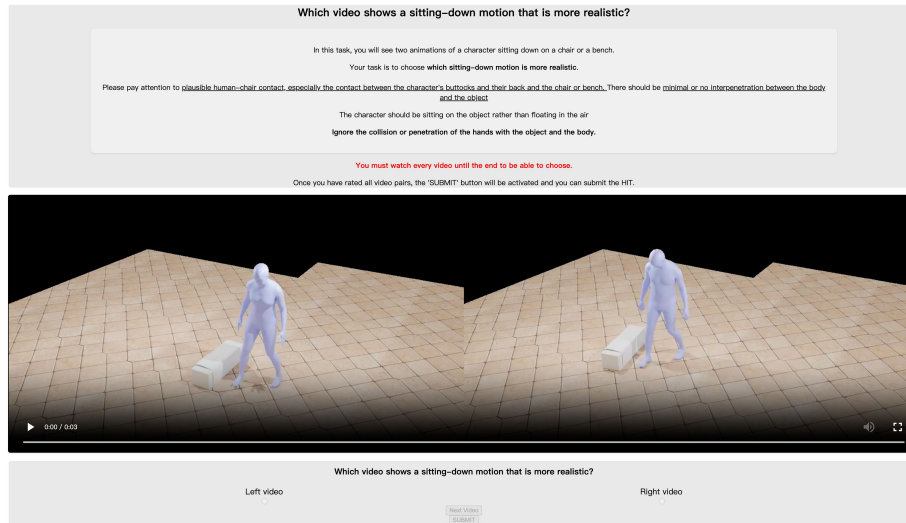 Which video shows a sitting-down motion that is more realistic?
In this task, you will see two animations of a character sitting down on a chair or a bench.
Your task is to choose which sitting-down motion is more realistic.
Please pay attention to plausible human-chair contact, especially the contact between the character's buttocks and their back and the chair or bench. There should be minimal or no interpenetration between the body
and the object
The character should be sitting on the object rather than floating in the air
Ignore the collision or penetration of the hands with the object and the body.
You must watch every video until the end to be able to choose.
Once you have rated all video pairs, the 'SUBMIT' button will be activated and you can submit the HIT.
0:00 / 0:03
Which video shows a sitting-down motion that is more realistic?
Left video Right video
Next Video
SUBMIT